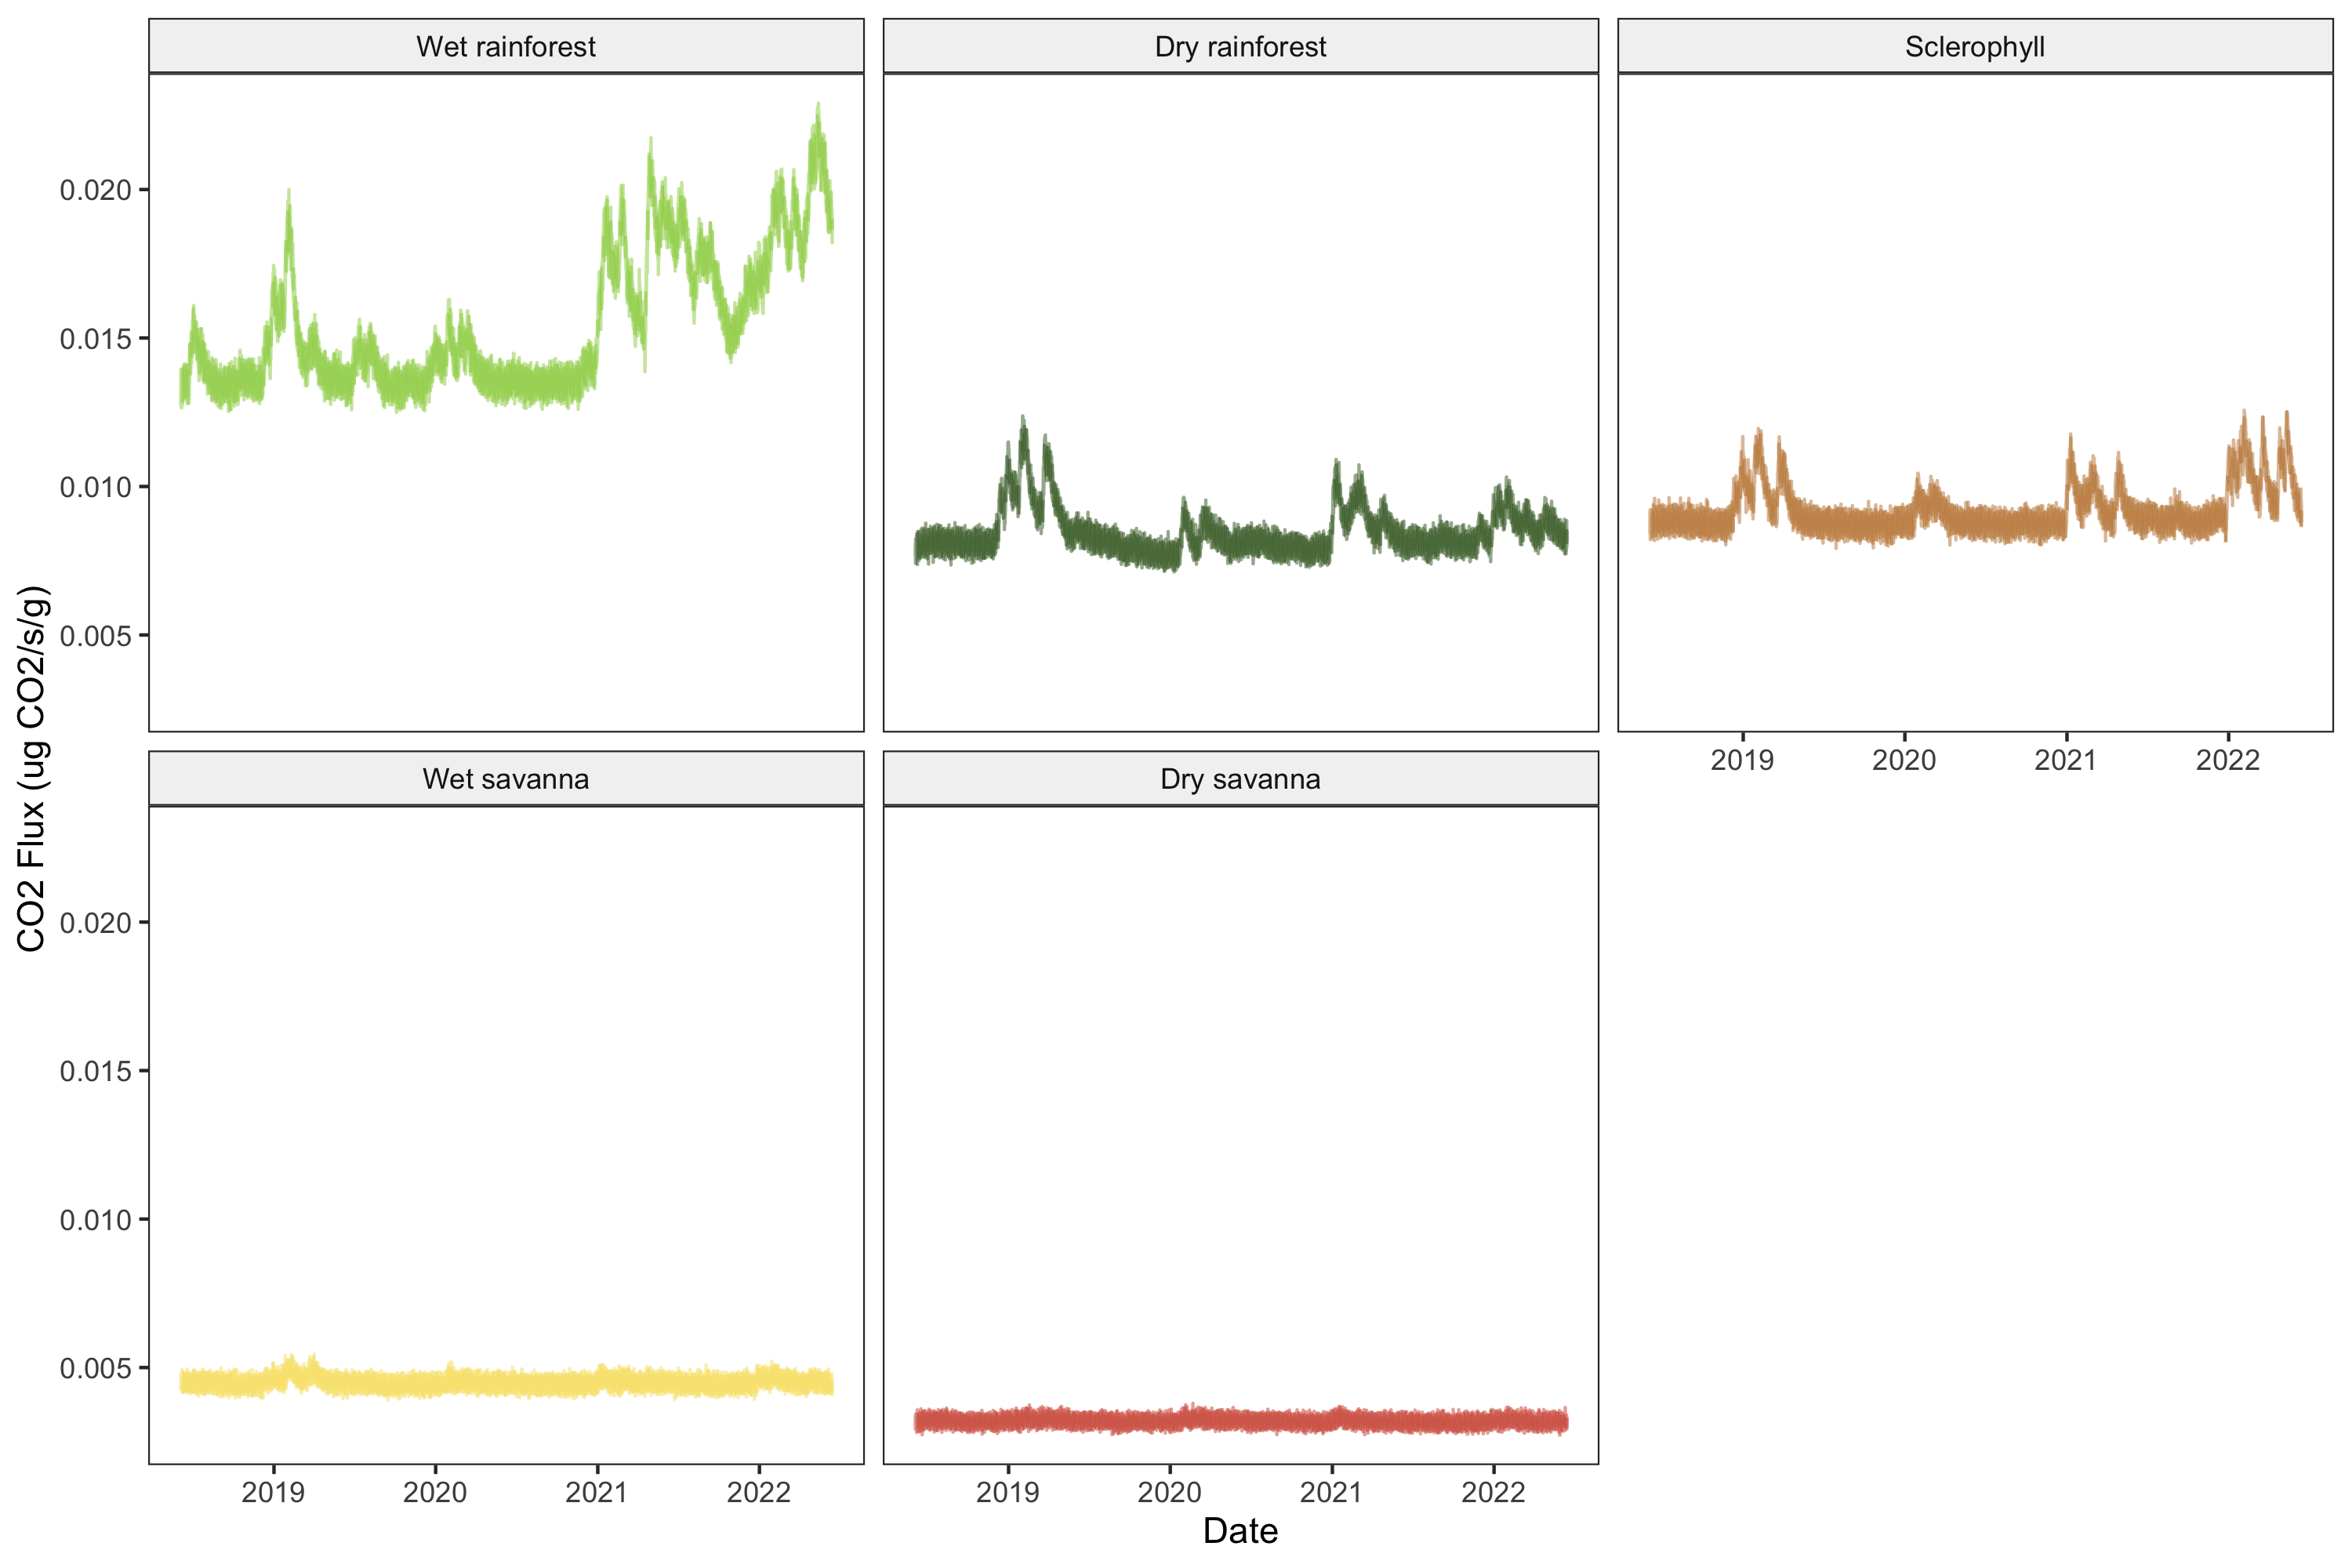 Wet rainforest
Dry rainforest
Sclerophyll
0.020
0.015
0.010
0.005
2019 2020 2021 2022
Wet savanna
Dry savanna
0.020
0.015
0.010
0.005
2019 2020 2021 2022
2019 2020 2021 2022
CO2 Flux (ug CO2/s/g)
Date